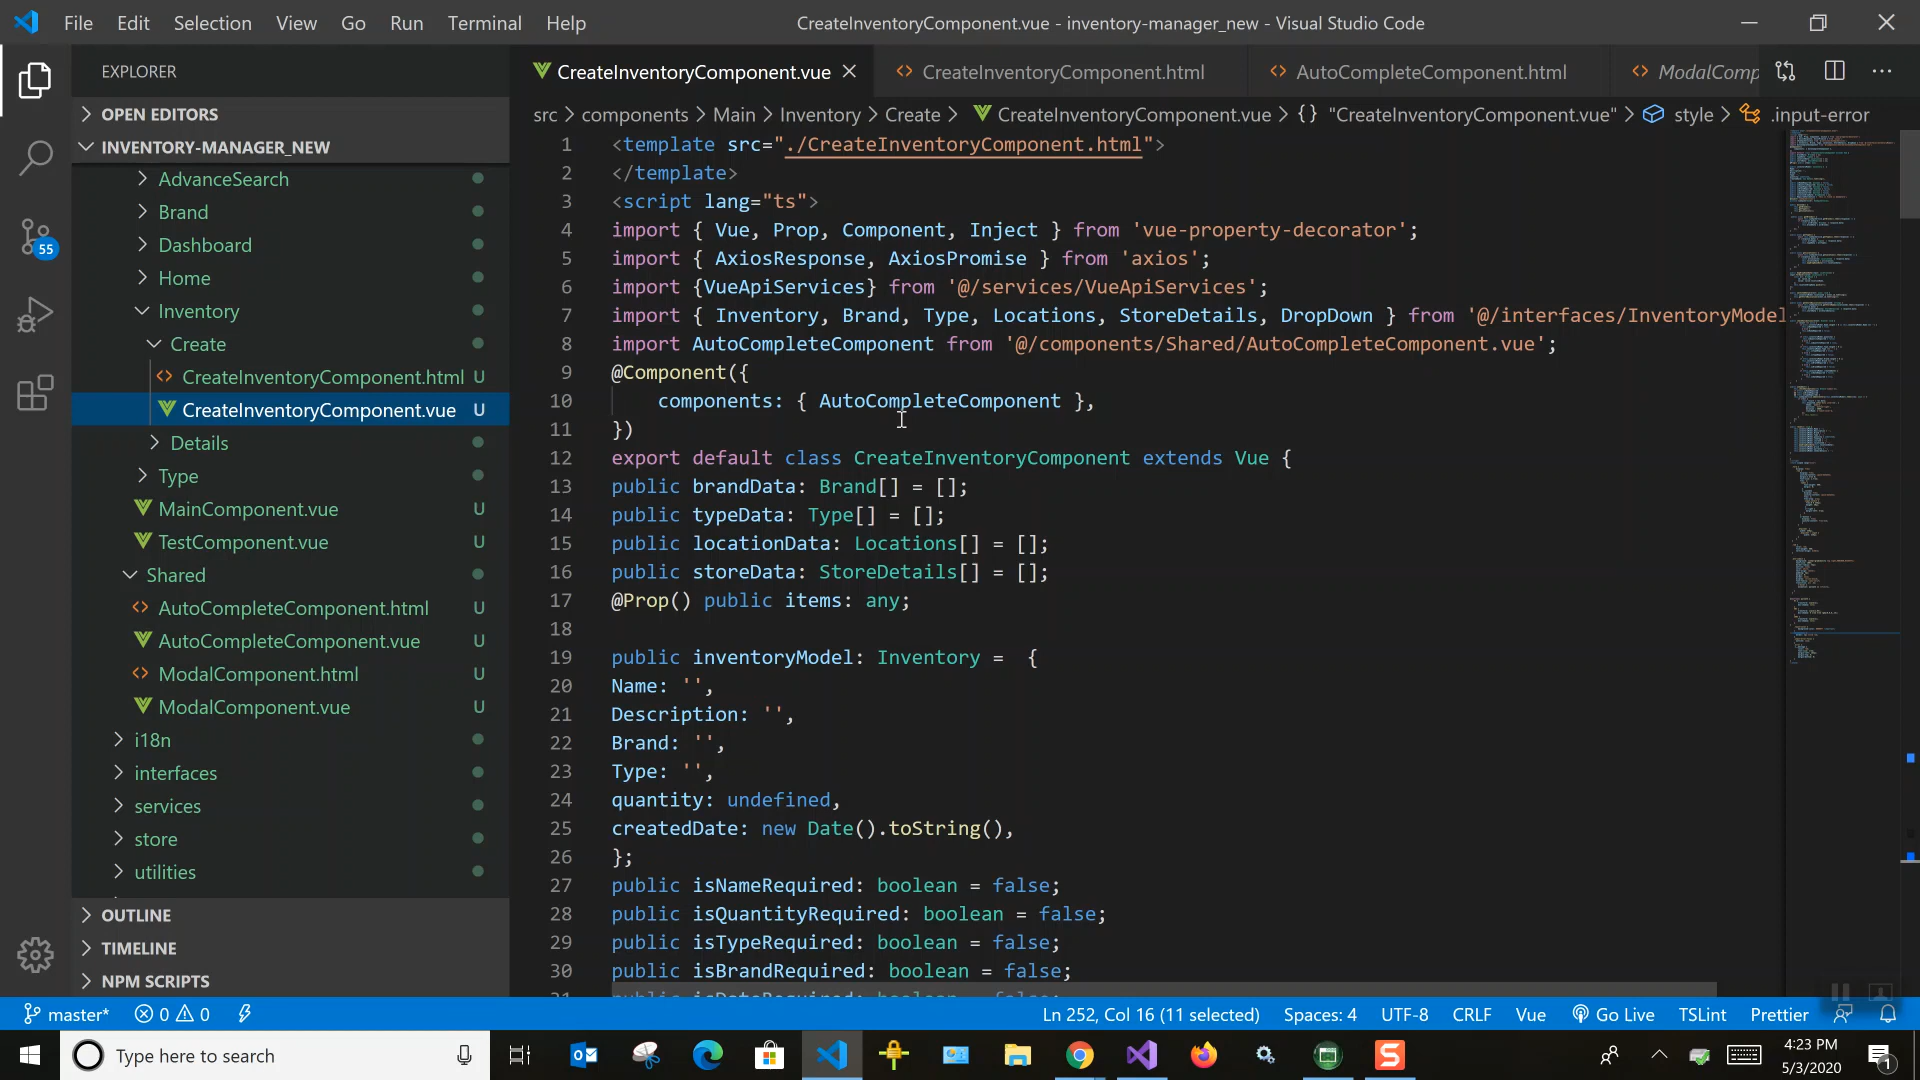 File Edit Selection View Go Run Terminal Help
CreateInventoryComponent.vue - inventory-manager_new - Visual Studio Code
EXPLORER
OPEN EDITORS
INVENTORY-MANAGER_NEW
AdvanceSearch
Brand
Dashboard
Home
Inventory
Create
CreateInventoryComponent.html U
CreateInventoryComponent.vue U
Details
Type
MainComponent.vue U
TestComponent.vue U
Shared
AutoCompleteComponent.html U
AutoCompleteComponent.vue U
ModalComponent.html U
ModalComponent.vue U
i18n
interfaces
services
store
utilities
OUTLINE
TIMELINE
NPM SCRIPTS
55
CreateInventoryComponent.vue CreateInventoryComponent.html AutoCompleteComponent.html ModalComp
src > components > Main > Inventory > Create > CreateInventoryComponent.vue > {} "CreateInventoryComponent.vue" > style > .input-error
1 <template src="./CreateInventoryComponent.html">
2 </template>
3 <script lang="ts">
4 import { Vue, Prop, Component, Inject } from 'vue-property-decorator';
5 import { AxiosResponse, AxiosPromise } from 'axios';
6 import {VueApiServices} from '@/services/VueApiServices';
7 import { Inventory, Brand, Type, Locations, StoreDetails, DropDown } from '@/interfaces/InventoryModel
8 import AutoCompleteComponent from '@/components/Shared/AutoCompleteComponent.vue';
9 @Component({
10 components: { AutoCompleteComponent },
11 })
12 export default class CreateInventoryComponent extends Vue {
13 public brandData: Brand[] = [];
14 public typeData: Type[] = [];
15 public locationData: Locations[] = [];
16 public storeData: StoreDetails[] = [];
17 @Prop() public items: any;
18
19 public inventoryModel: Inventory = {
20 Name: '',
21 Description: '',
22 Brand: '',
23 Type: '',
24 quantity: undefined,
25 createdDate: new Date().toString(),
26 };
27 public isNameRequired: boolean = false;
28 public isQuantityRequired: boolean = false;
29 public isTypeRequired: boolean = false;
30 public isBrandRequired: boolean = false;
master* 0 0 Ln 252, Col 16 (11 selected) Spaces: 4 UTF-8 CRLF Vue Go Live TSLint Prettier
Type here to search
4:23 PM
5/3/2020
1